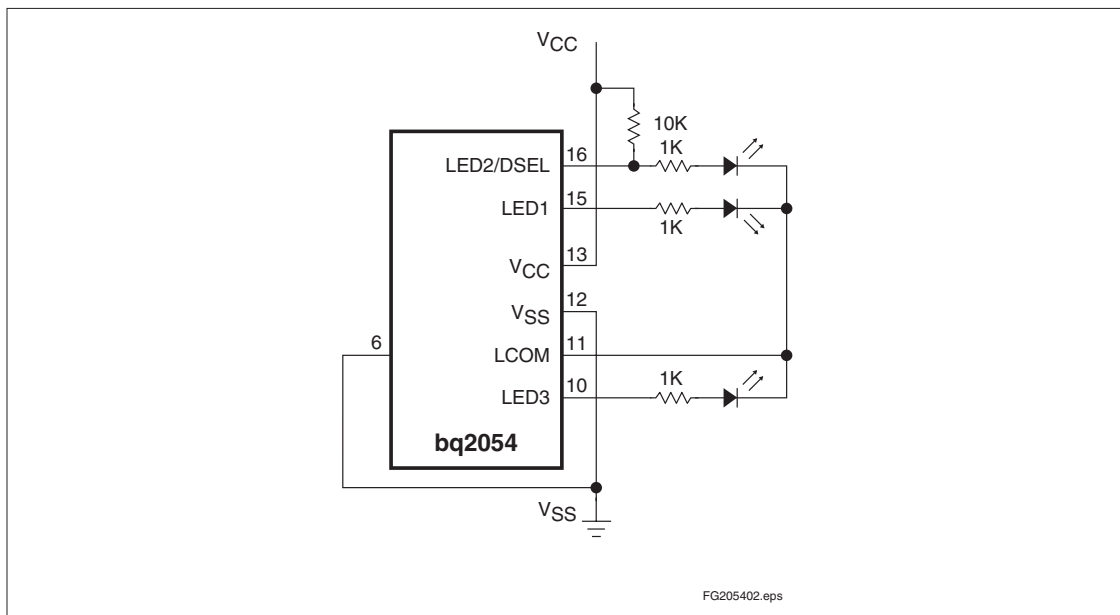 VCC
10K
1K
LED2/DSEL 16
LED1 15
1K
VCC 13
VSS 12
6
LCOM 11
1K
LED3 10
bq2054
VSS
FG205402.eps